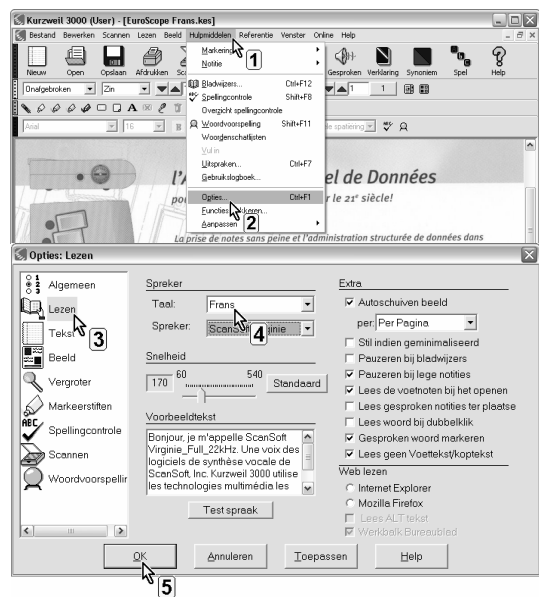 Kurzweil 3000 (User) - [EuroScope Frans.kes]
Bestand Bewerken Scannen Lezen Beeld Hulpmiddelen Referentie Venster Online Help
Nieuw Open Opslaan Afdrukken Gesproken Verklaring Synoniem Spel Help
Onafgebroken Zin 1 1
Arial 16 B spatiering
Markering
Notitie
Bladwijzers... Ctrl+F12
Spellingcontrole Shift+F8
Overzicht spellingcontrole
Woordvoorspelling Shift+F11
Woordenschatlijsten
Vul in
Uitspraken... Ctrl+F7
Gebruikslogboek...
Opties... Ctrl+F1
Functies
Aanpassen
1
2
l'A el de Données
pou r le 21e siècle!
La prise de notes sans peine et l'administration structurée de données dans
Opties: Lezen
Algemeen
Lezen
Tekst
Beeld
Vergroter
Markeerstiften
Spellingcontrole
Scannen
Woordvoorspellir
3
Spreker
Taal: Frans
Spreker: ScanSoft
4
Snelheid
170 60 540 Standaard
Voorbeeldtekst
Bonjour, je m'appelle ScanSoft
Virginie_Full_22kHz. Une voix des
logiciels de synthèse vocale de
ScanSoft, Inc. Kurzweil 3000 utilise
les technologies multimédia les
Test spraak
Extra
Autoschuiven beeld
per: Per Pagina
Stil indien geminimaliseerd
Pauzeren bij bladwijzers
Pauzeren bij lege notities
Lees de voetnoten bij het openen
Lees gesproken notities ter plaatse
Lees woord bij dubbelklik
Gesproken woord markeren
Lees geen Voettekst/koptekst
Web lezen
Internet Explorer
Mozilla Firefox
Lees ALT tekst
Werkbalk Bureaublad
OK Annuleren Toepassen Help
5